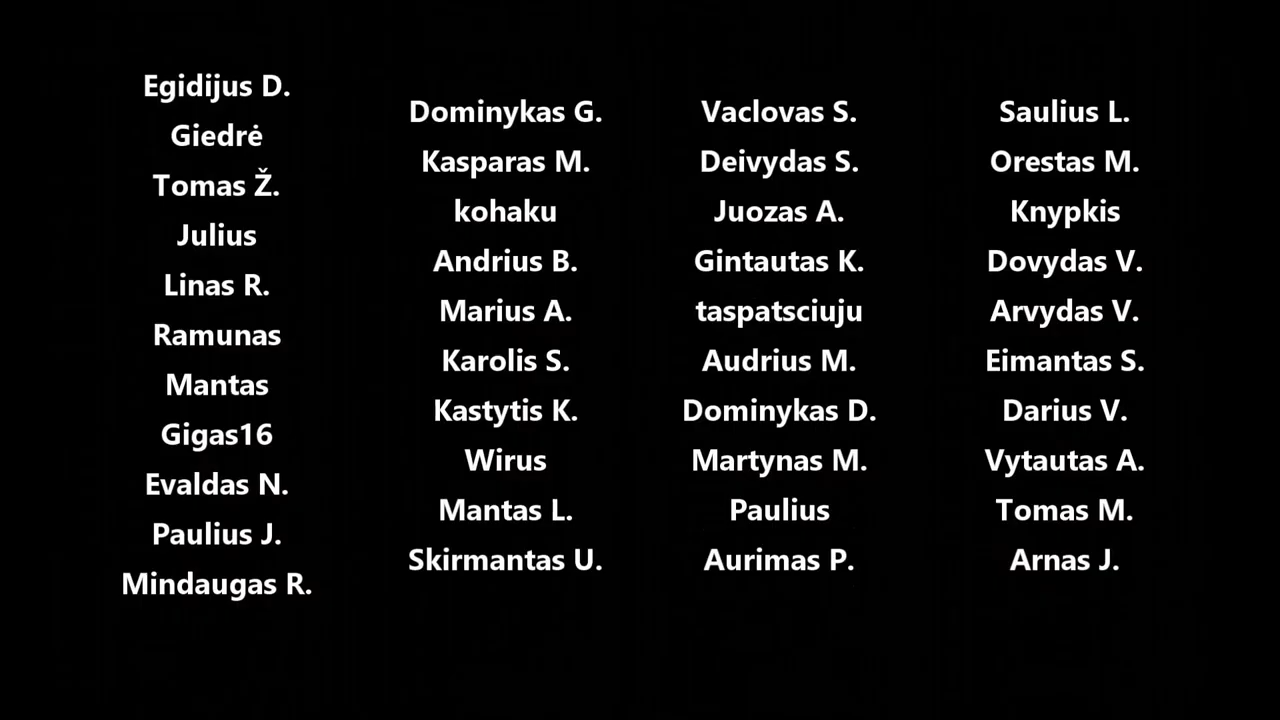 Egidijus D.
Giedrė
Tomas Ž.
Julius
Linas R.
Ramunas
Mantas
Gigas16
Evaldas N.
Paulius J.
Mindaugas R.
Dominykas G.
Kasparas M.
kohaku
Andrius B.
Marius A.
Karolis S.
Kastytis K.
Wirus
Mantas L.
Skirmantas U.
Vaclovas S.
Deivydas S.
Juozas A.
Gintautas K.
taspatsciuju
Audrius M.
Dominykas D.
Martynas M.
Paulius
Aurimas P.
Saulius L.
Orestas M.
Knypkis
Dovydas V.
Arvydas V.
Eimantas S.
Darius V.
Vytautas A.
Tomas M.
Arnas J.